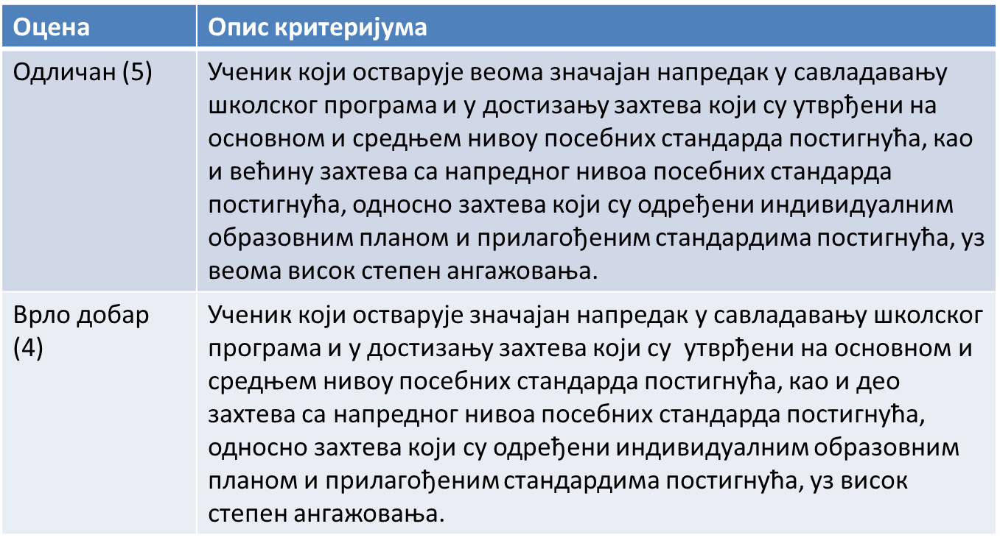 Оцена
Опис критеријума
Одличан (5)
Ученик који остварује веома значајан напредак у савладавању
школског програма и у достизању захтева који су утврђени на
основном и средњем нивоу посебних стандарда постигнућа, као
и већину захтева са напредног нивоа посебних стандарда
постигнућа, односно захтева који су одређени индивидуалним
образовним планом и прилагођеним стандардима постигнућа, уз
веома висок степен ангажовања.
Врло добар
(4)
Ученик који остварује значајан напредак у савладавању школског
програма и у достизању захтева који су  утврђени на основном и
средњем нивоу посебних стандарда постигнућа, као и део
захтева са напредног нивоа посебних стандарда постигнућа,
односно захтева који су одређени индивидуалним образовним
планом и прилагођеним стандардима постигнућа, уз висок
степен ангажовања.